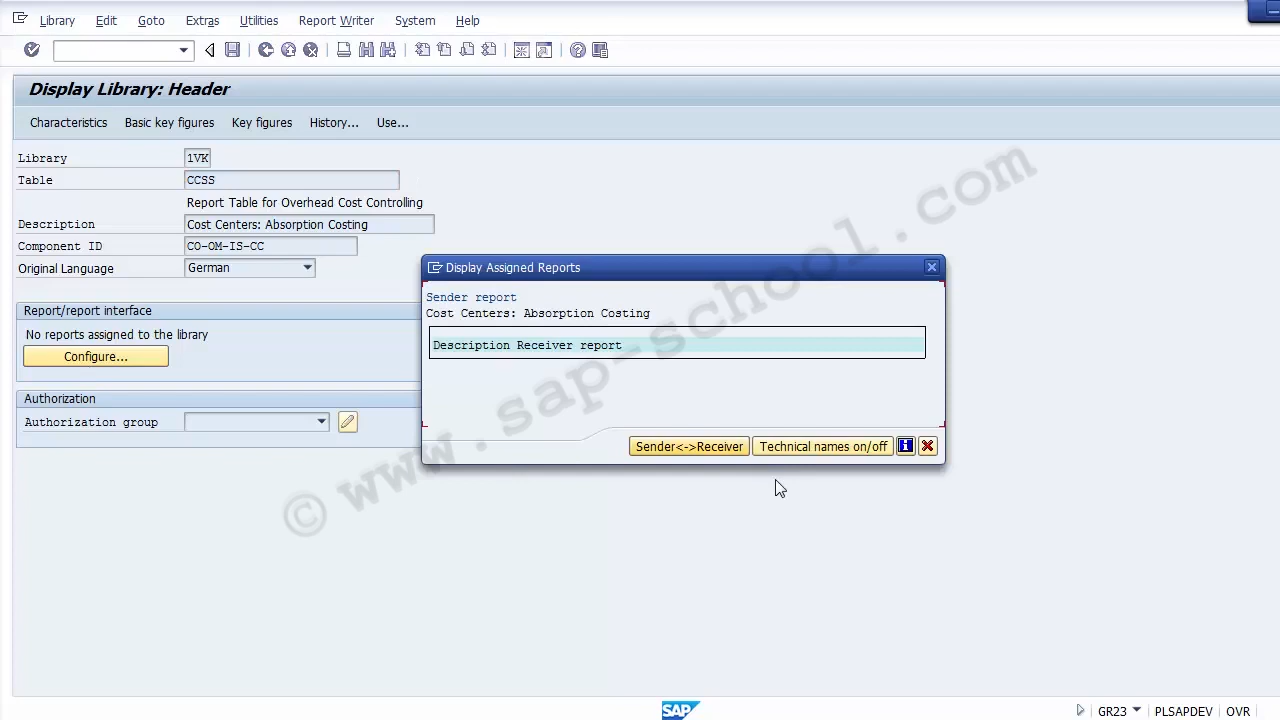 Library Edit Goto Extras Utilities Report Writer System Help
Display Library: Header
Characteristics Basic key figures Key figures History... Use...
Library 1VK
Table CCSS
Report Table for Overhead Cost Controlling
Description Cost Centers: Absorption Costing
Component ID CO-OM-IS-CC
Original Language German
Report/report interface
No reports assigned to the library
Configure...
Authorization
Authorization group
Display Assigned Reports
Sender report
Cost Centers: Absorption Costing
Description Receiver report
Sender<->Receiver Technical names on/off
© www.sap-school.com
SAP
GR23 PLSAPDEV OVR